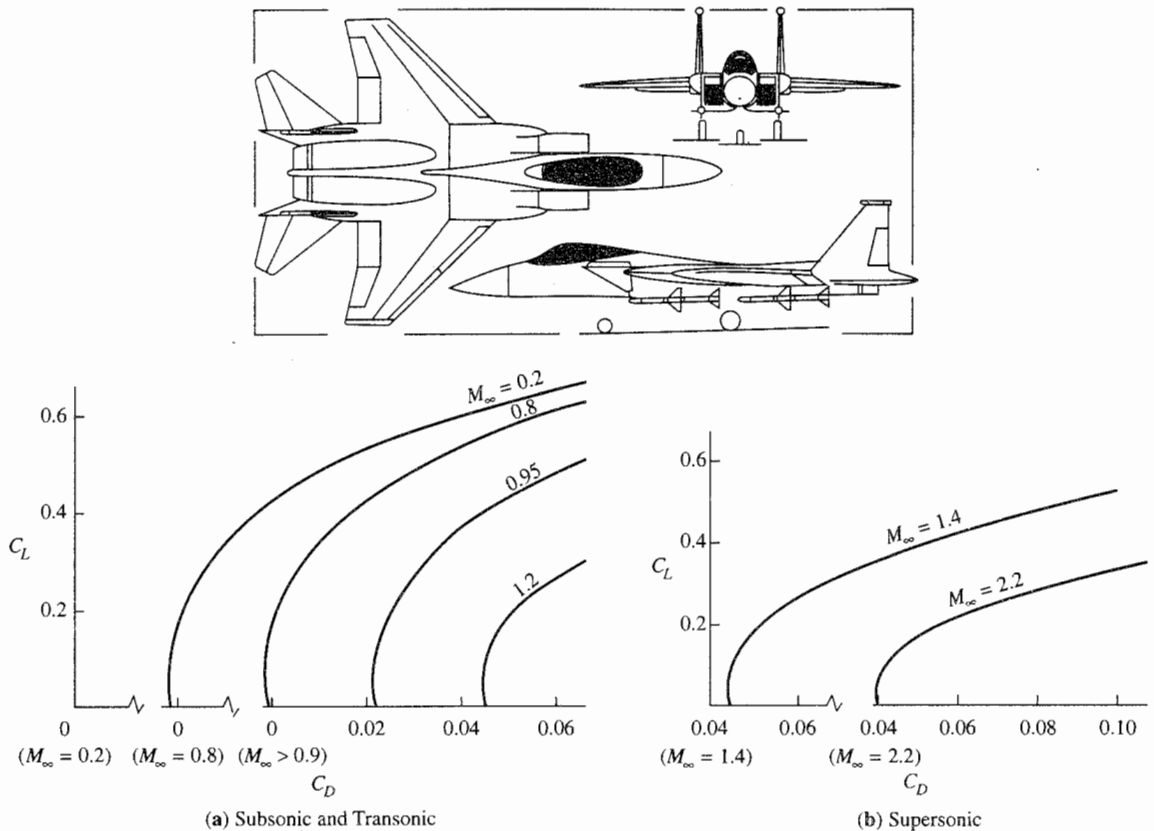 M∞ = 0.2
0.8
0.95
1.2
0.6
0.4
0.2
C_L
0 0 0 0.02 0.04 0.06
(M∞ = 0.2) (M∞ = 0.8) (M∞ > 0.9)
C_D
(a) Subsonic and Transonic
M∞ = 1.4
M∞ = 2.2
0.6
0.4
0.2
C_L
0.04 0.06 0.04 0.06 0.08 0.10
(M∞ = 1.4) (M∞ = 2.2)
C_D
(b) Supersonic